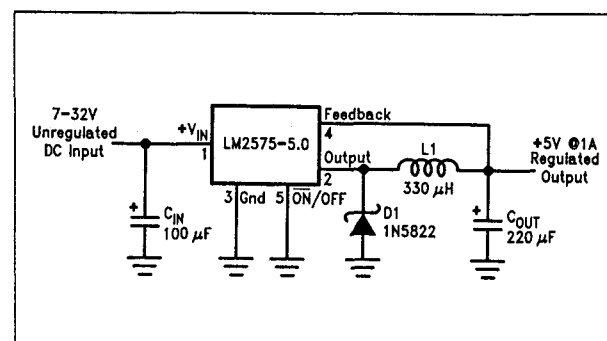 7-32V
Unregulated
DC Input
+V_IN
1
LM2575-5.0
Feedback
4
Output
2
3 Gnd
5 O̅N̅/OFF
C_IN
100 μF
L1
330 μH
D1
1N5822
+5V @1A
Regulated
Output
C_OUT
220 μF
+
+